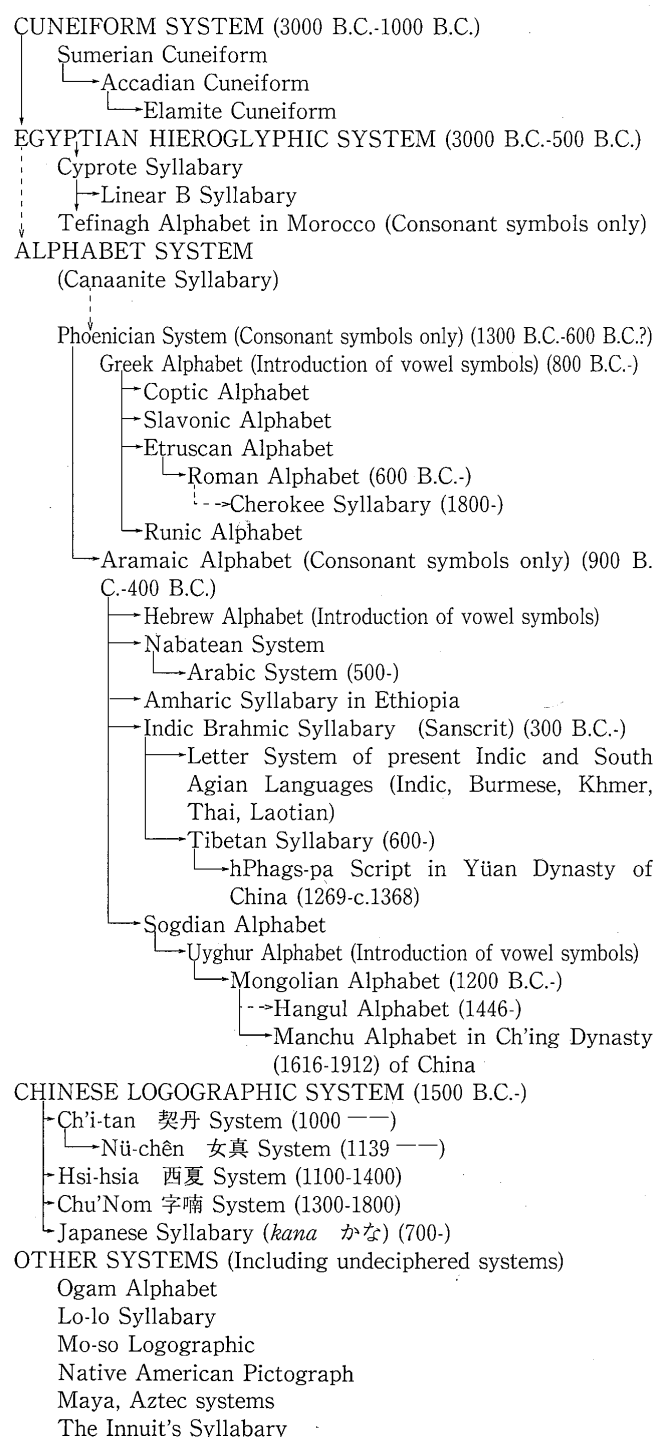 CUNEIFORM SYSTEM (3000 B.C.-1000 B.C.)
Sumerian Cuneiform
Accadian Cuneiform
Elamite Cuneiform
EGYPTIAN HIEROGLYPHIC SYSTEM (3000 B.C.-500 B.C.)
Cyprote Syllabary
Linear B Syllabary
Tefinagh Alphabet in Morocco (Consonant symbols only)
ALPHABET SYSTEM
(Canaanite Syllabary)
Phoenician System (Consonant symbols only) (1300 B.C.-600 B.C.?)
Greek Alphabet (Introduction of vowel symbols) (800 B.C.-)
Coptic Alphabet
Slavonic Alphabet
Etruscan Alphabet
Roman Alphabet (600 B.C.-)
Cherokee Syllabary (1800-)
Runic Alphabet
Aramaic Alphabet (Consonant symbols only) (900 B.
C.-400 B.C.)
Hebrew Alphabet (Introduction of vowel symbols)
Nabatean System
Arabic System (500-)
Amharic Syllabary in Ethiopia
Indic Brahmic Syllabary (Sanscrit) (300 B.C.-)
Letter System of present Indic and South
Agian Languages (Indic, Burmese, Khmer,
Thai, Laotian)
Tibetan Syllabary (600-)
hPhags-pa Script in Yüan Dynasty of
China (1269-c.1368)
Sogdian Alphabet
Uyghur Alphabet (Introduction of vowel symbols)
Mongolian Alphabet (1200 B.C.-)
Hangul Alphabet (1446-)
Manchu Alphabet in Ch'ing Dynasty
(1616-1912) of China
CHINESE LOGOGRAPHIC SYSTEM (1500 B.C.-)
Ch'i-tan 契丹 System (1000 ——)
Nü-chên 女真 System (1139 ——)
Hsi-hsia 西夏 System (1100-1400)
Chu'Nom 字喃 System (1300-1800)
Japanese Syllabary (kana かな) (700-)
OTHER SYSTEMS (Including undeciphered systems)
Ogam Alphabet
Lo-lo Syllabary
Mo-so Logographic
Native American Pictograph
Maya, Aztec systems
The Innuit's Syllabary